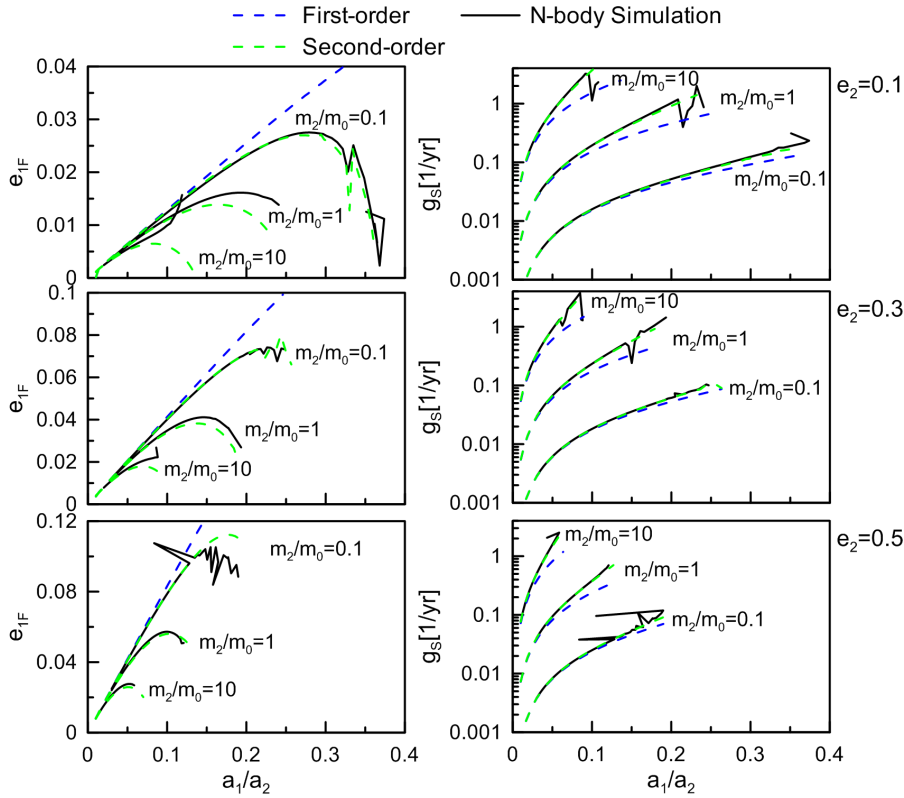 First-order
N-body Simulation
Second-order
0.04
0.03
0.02
0.01
0
e1F
m2/m0=0.1
m2/m0=1
m2/m0=10
1
0.1
0.01
0.001
gS[1/yr]
m2/m0=10
m2/m0=1
m2/m0=0.1
e2=0.1
0.1
0.08
0.06
0.04
0.02
0
e1F
m2/m0=0.1
m2/m0=1
m2/m0=10
1
0.1
0.01
0.001
gS[1/yr]
m2/m0=10
m2/m0=1
m2/m0=0.1
e2=0.3
0.12
0.08
0.04
0
e1F
m2/m0=0.1
m2/m0=1
m2/m0=10
0 0.1 0.2 0.3 0.4
a1/a2
1
0.1
0.01
0.001
gS[1/yr]
m2/m0=10
m2/m0=1
m2/m0=0.1
e2=0.5
0 0.1 0.2 0.3 0.4
a1/a2